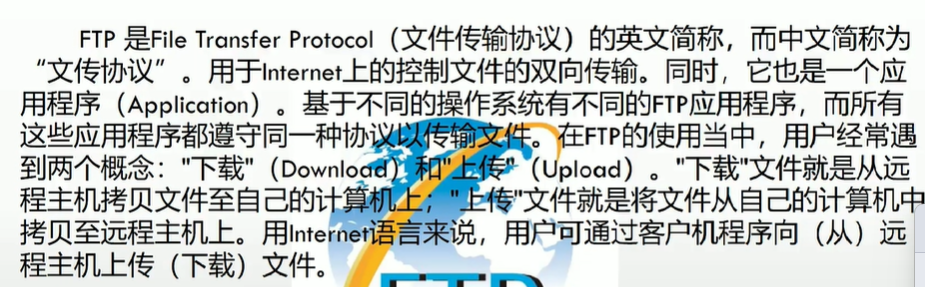 FTP 是File Transfer Protocol（文件传输协议）的英文简称，而中文简称为
“文传协议”。用于Internet上的控制文件的双向传输。同时，它也是一个应
用程序（Application）。基于不同的操作系统有不同的FTP应用程序，而所有
这些应用程序都遵守同一种协议以传输文件。在FTP的使用当中，用户经常遇
到两个概念："下载"（Download）和"上传"（Upload）。"下载"文件就是从远
程主机拷贝文件至自己的计算机上；"上传"文件就是将文件从自己的计算机中
拷贝至远程主机上。用Internet语言来说，用户可通过客户机程序向（从）远
程主机上传（下载）文件。
FTP